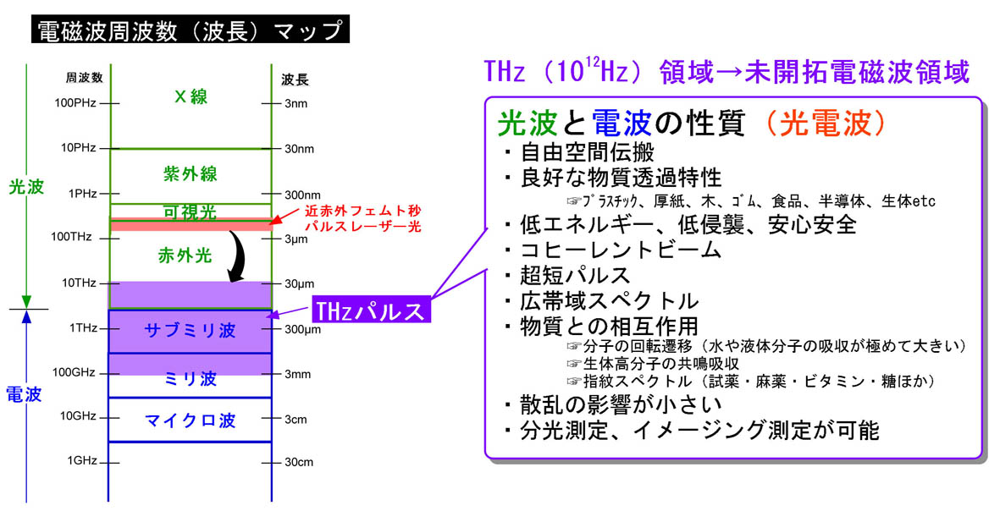 電磁波周波数（波長）マップ
周波数
波長
X線
100PHz
3nm
10PHz
30nm
紫外線
光波
1PHz
300nm
可視光
近赤外フェムト秒
パルスレーザー光
100THz
3μm
赤外光
10THz
30μm
THzパルス
1THz
サブミリ波
300μm
100GHz
ミリ波
3mm
電波
10GHz
マイクロ波
3cm
1GHz
30cm
THz（10¹²Hz）領域→未開拓電磁波領域
光波と電波の性質（光電波）
・自由空間伝搬
・良好な物質透過特性
☞ﾌﾟﾗｽﾁｯｸ、厚紙、木、ｺﾞﾑ、食品、半導体、生体etc
・低エネルギー、低侵襲、安心安全
・コヒーレントビーム
・超短パルス
・広帯域スペクトル
・物質との相互作用
☞分子の回転遷移（水や液体分子の吸収が極めて大きい）
☞生体高分子の共鳴吸収
☞指紋スペクトル（試薬・麻薬・ビタミン・糖ほか）
・散乱の影響が小さい
・分光測定、イメージング測定が可能